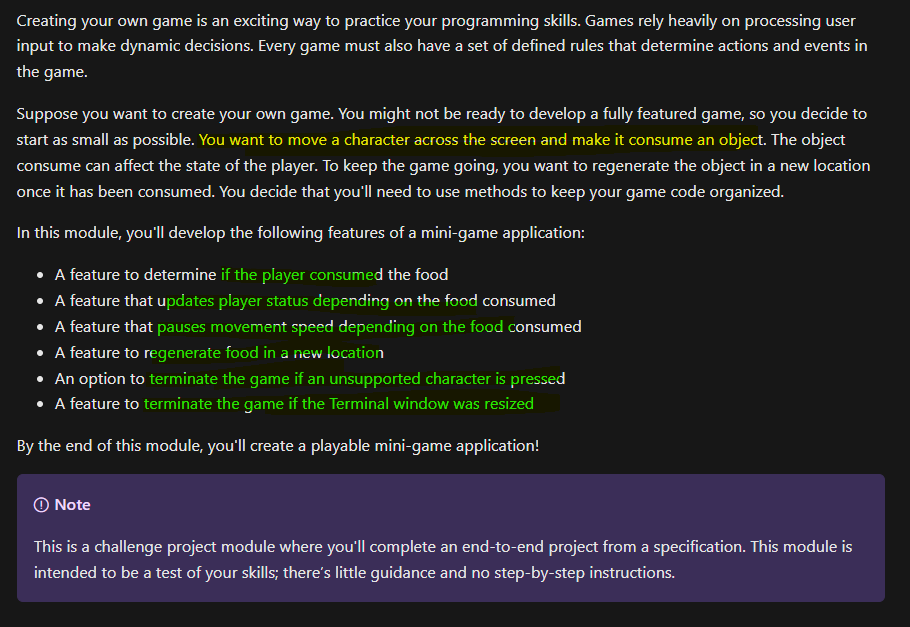 Creating your own game is an exciting way to practice your programming skills. Games rely heavily on processing user
input to make dynamic decisions. Every game must also have a set of defined rules that determine actions and events in
the game.
Suppose you want to create your own game. You might not be ready to develop a fully featured game, so you decide to
start as small as possible. You want to move a character across the screen and make it consume an object. The object
consume can affect the state of the player. To keep the game going, you want to regenerate the object in a new location
once it has been consumed. You decide that you'll need to use methods to keep your game code organized.
In this module, you'll develop the following features of a mini-game application:
• A feature to determine if the player consumed the food
• A feature that updates player status depending on the food consumed
• A feature that pauses movement speed depending on the food consumed
• A feature to regenerate food in a new location
• An option to terminate the game if an unsupported character is pressed
• A feature to terminate the game if the Terminal window was resized
By the end of this module, you'll create a playable mini-game application!
Note
This is a challenge project module where you'll complete an end-to-end project from a specification. This module is
intended to be a test of your skills; there's little guidance and no step-by-step instructions.